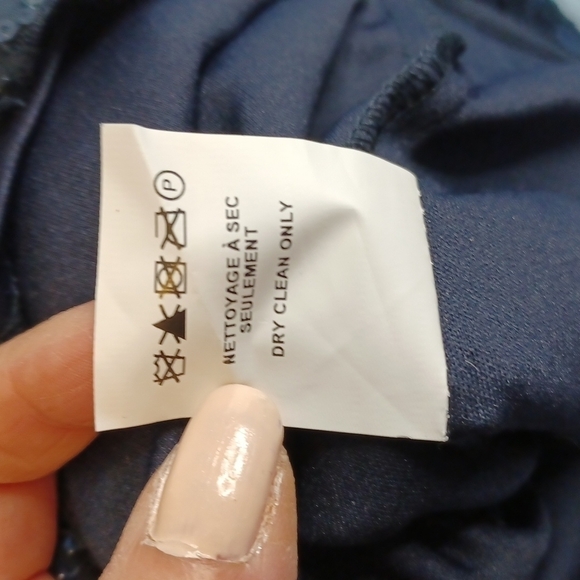 NETTOYAGE À SEC
SEULEMENT
DRY CLEAN ONLY
P